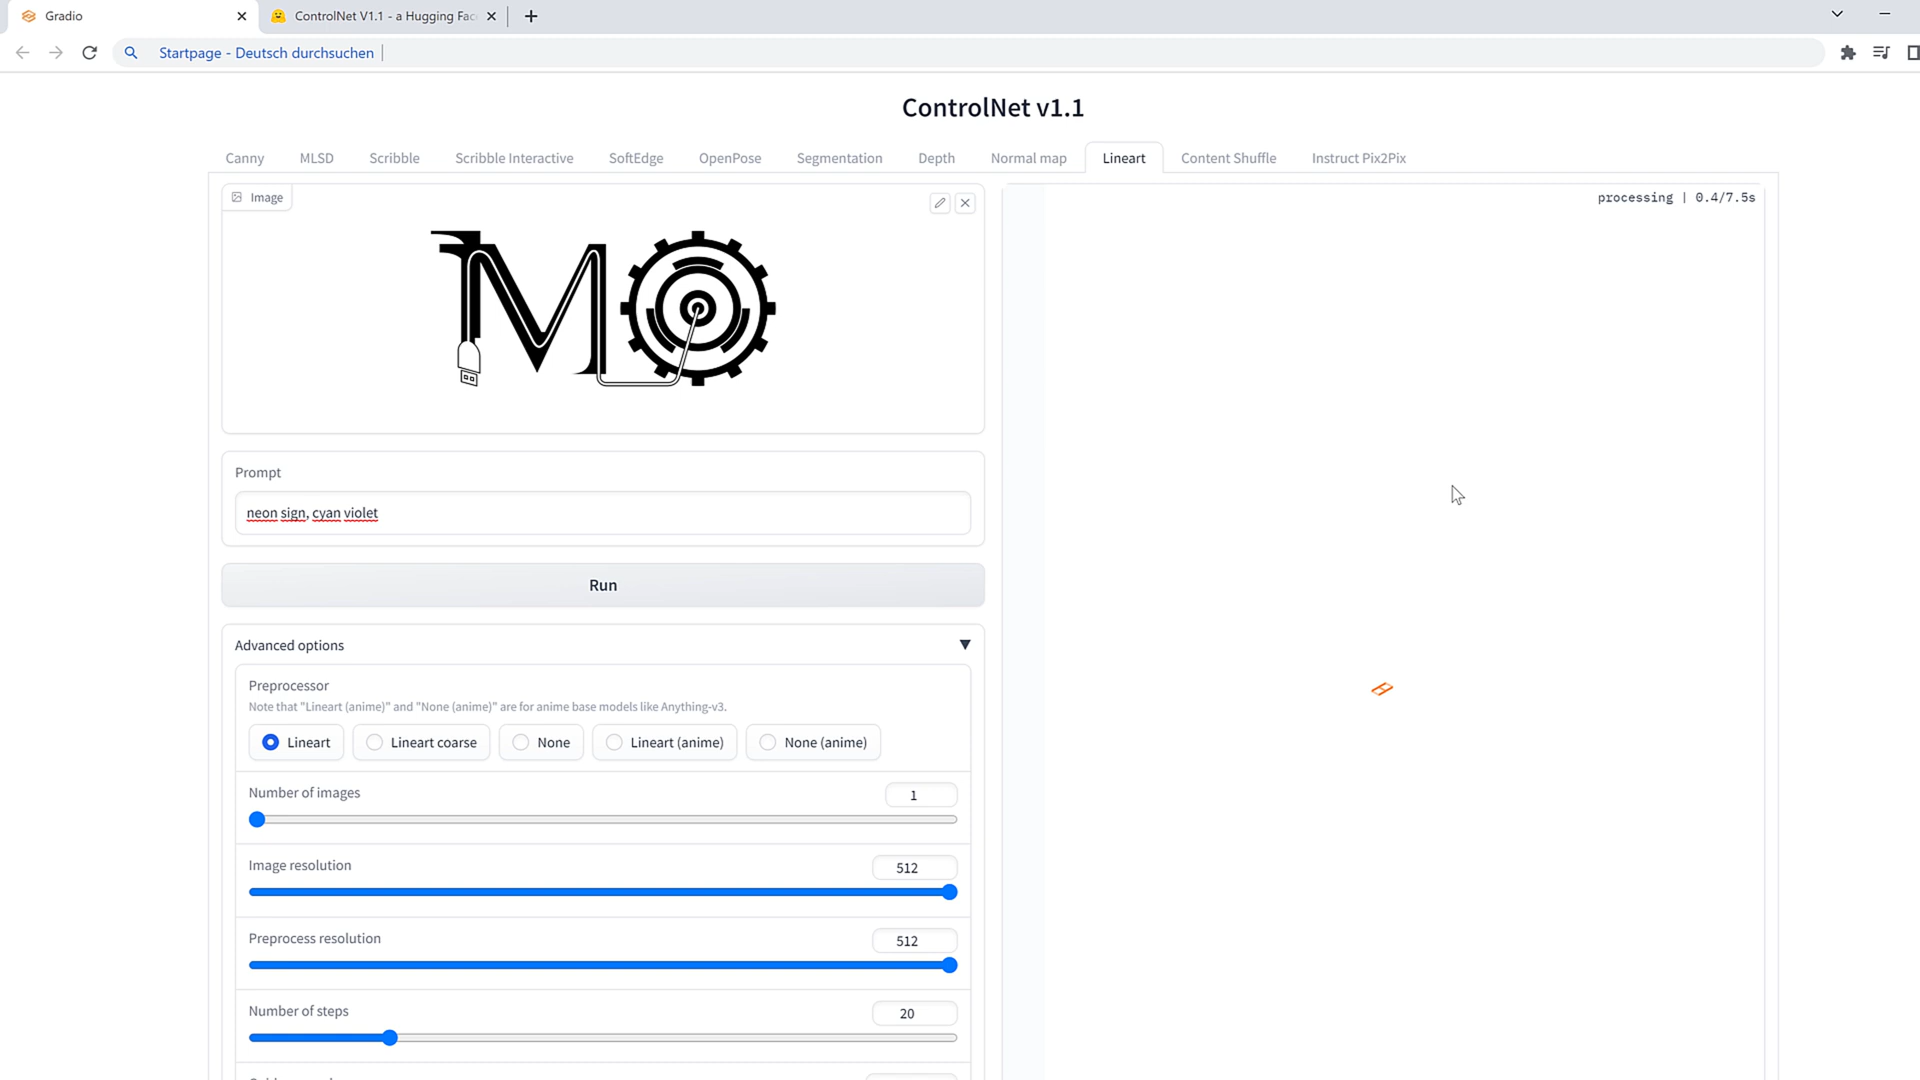 Gradio
ControlNet V1.1 - a Hugging Fac
Startpage - Deutsch durchsuchen
ControlNet v1.1
Canny MLSD Scribble Scribble Interactive SoftEdge OpenPose Segmentation Depth Normal map Lineart Content Shuffle Instruct Pix2Pix
Image
processing | 0.4/7.5s
MO
Prompt
neon sign, cyan violet
Run
Advanced options
Preprocessor
Note that "Lineart (anime)" and "None (anime)" are for anime base models like Anything-v3.
Lineart Lineart coarse None Lineart (anime) None (anime)
Number of images 1
Image resolution 512
Preprocess resolution 512
Number of steps 20